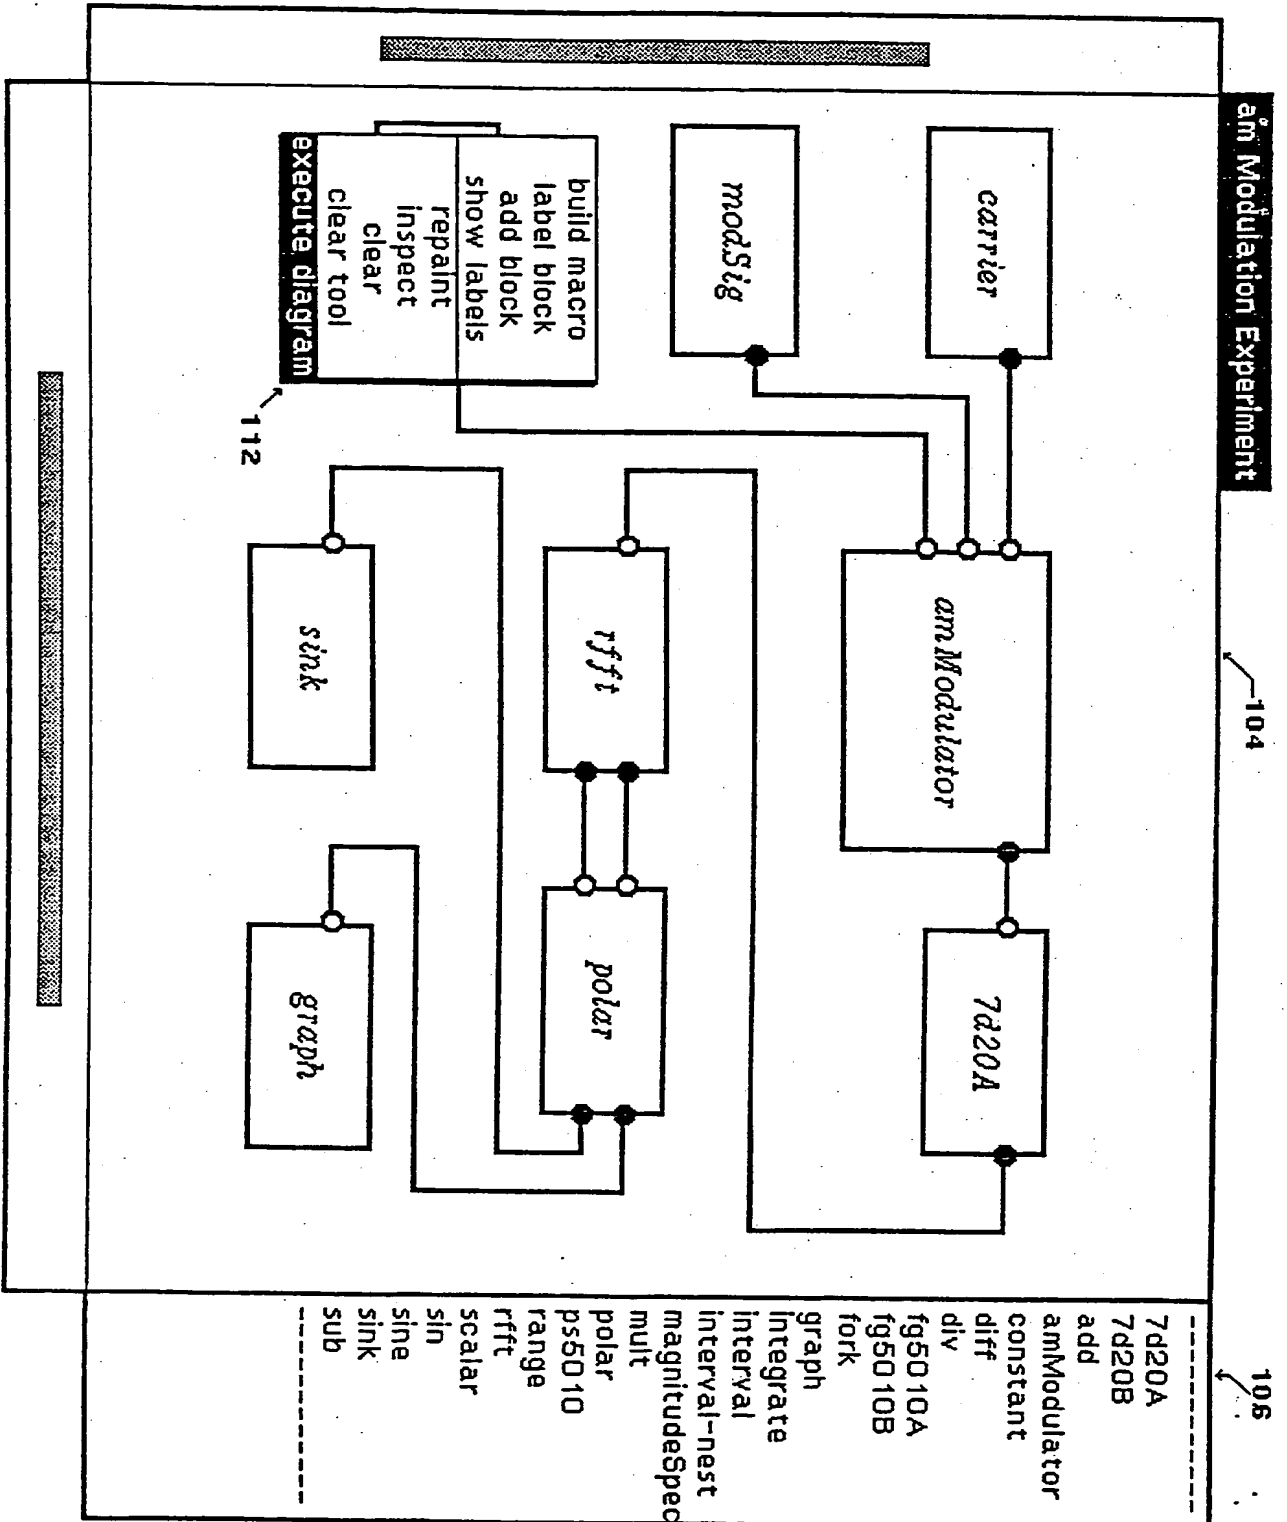 am Modulation Experiment
104
106
carrier
amModulator
7d20A
modSig
rfft
polar
build macro
label block
add block
show labels
repaint
inspect
clear
clear tool
execute diagram
112
sink
graph
--------------
7d20A
7d20B
add
amModulator
constant
diff
div
fg5010A
fg5010B
fork
graph
integrate
interval
interval-nest
magnitudeSpec
mult
polar
ps5010
range
rfft
scalar
sin
sine
sink
sub
--------------